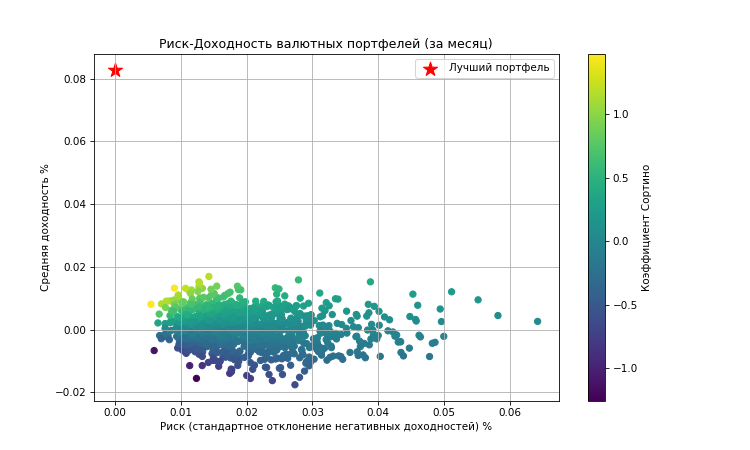 Риск-Доходность валютных портфелей (за месяц)
Лучший портфель
Средняя доходность %
0.08
0.06
0.04
0.02
0.00
−0.02
0.00 0.01 0.02 0.03 0.04 0.05 0.06
Риск (стандартное отклонение негативных доходностей) %
1.0
0.5
0.0
−0.5
−1.0
Коэффициент Сортино